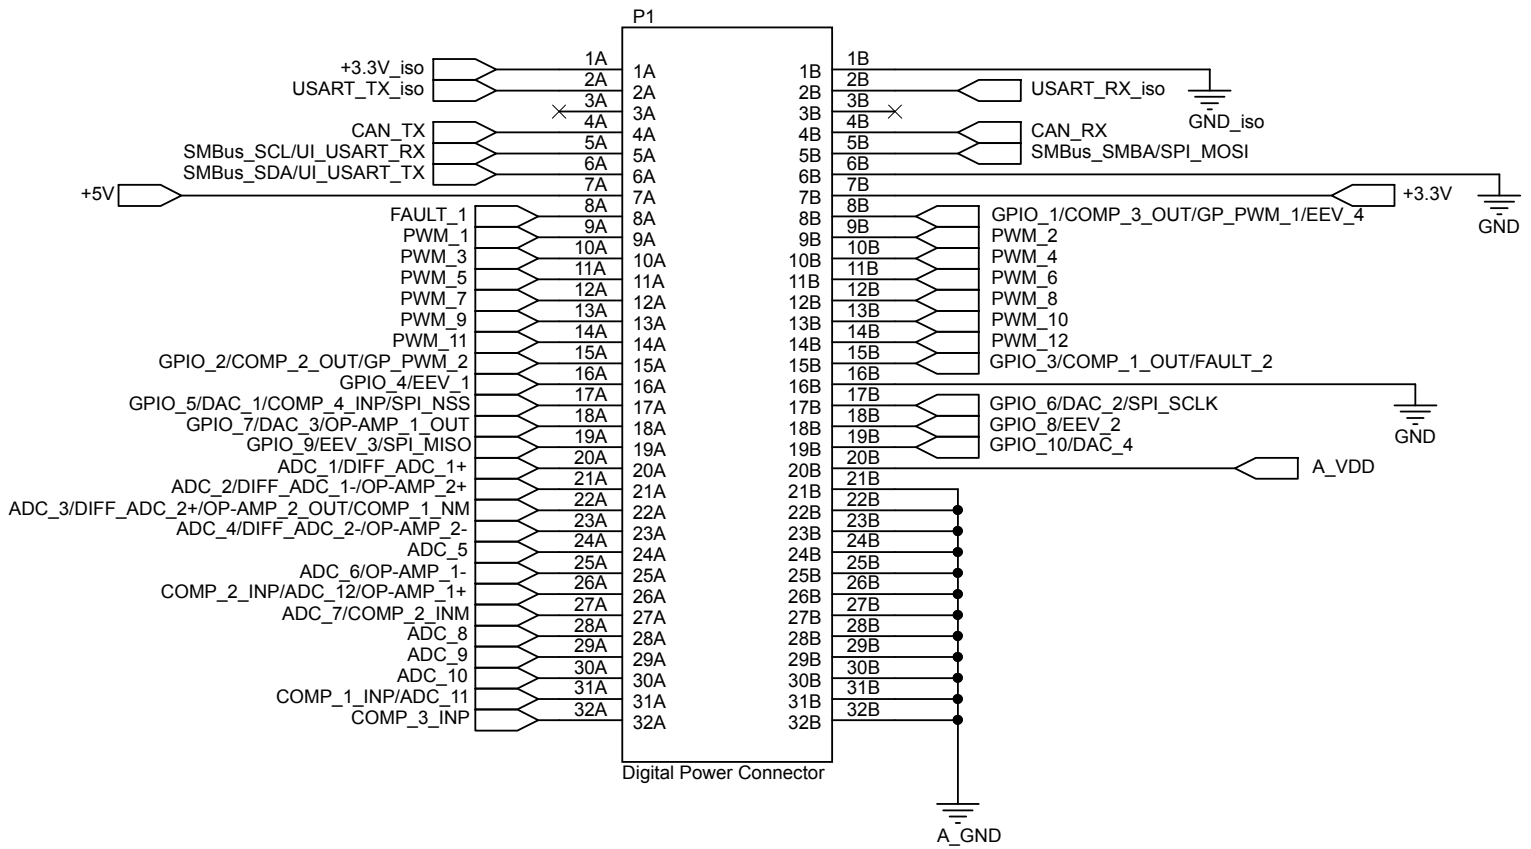 P1
+3.3V_iso 1A 1A 1B 1B
USART_TX_iso 2A 2A 2B 2B USART_RX_iso
3A 3A 3B 3B GND_iso
CAN_TX 4A 4A 4B 4B CAN_RX
SMBus_SCL/UI_USART_RX 5A 5A 5B 5B SMBus_SMBA/SPI_MOSI
SMBus_SDA/UI_USART_TX 6A 6A 6B 6B
+5V 7A 7A 7B 7B +3.3V
FAULT_1 8A 8A 8B 8B GPIO_1/COMP_3_OUT/GP_PWM_1/EEV_4
GND
PWM_1 9A 9A 9B 9B PWM_2
PWM_3 10A 10A 10B 10B PWM_4
PWM_5 11A 11A 11B 11B PWM_6
PWM_7 12A 12A 12B 12B PWM_8
PWM_9 13A 13A 13B 13B PWM_10
PWM_11 14A 14A 14B 14B PWM_12
GPIO_2/COMP_2_OUT/GP_PWM_2 15A 15A 15B 15B GPIO_3/COMP_1_OUT/FAULT_2
GPIO_4/EEV_1 16A 16A 16B 16B
GPIO_5/DAC_1/COMP_4_INP/SPI_NSS 17A 17A 17B 17B GPIO_6/DAC_2/SPI_SCLK
GPIO_7/DAC_3/OP-AMP_1_OUT 18A 18A 18B 18B GPIO_8/EEV_2
GND
GPIO_9/EEV_3/SPI_MISO 19A 19A 19B 19B GPIO_10/DAC_4
ADC_1/DIFF_ADC_1+ 20A 20A 20B 20B A_VDD
ADC_2/DIFF_ADC_1-/OP-AMP_2+ 21A 21A 21B 21B
ADC_3/DIFF_ADC_2+/OP-AMP_2_OUT/COMP_1_NM 22A 22A 22B 22B
ADC_4/DIFF_ADC_2-/OP-AMP_2- 23A 23A 23B 23B
ADC_5 24A 24A 24B 24B
ADC_6/OP-AMP_1- 25A 25A 25B 25B
COMP_2_INP/ADC_12/OP-AMP_1+ 26A 26A 26B 26B
ADC_7/COMP_2_INM 27A 27A 27B 27B
ADC_8 28A 28A 28B 28B
ADC_9 29A 29A 29B 29B
ADC_10 30A 30A 30B 30B
COMP_1_INP/ADC_11 31A 31A 31B 31B
COMP_3_INP 32A 32A 32B 32B
Digital Power Connector
A_GND